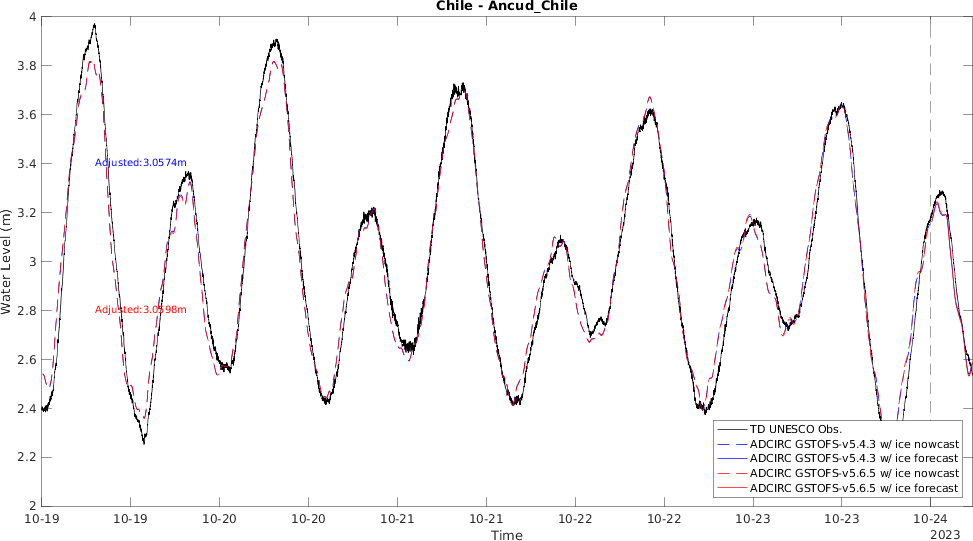 Chile - Ancud_Chile
4
3.8
3.6
3.4
3.2
3
2.8
2.6
2.4
2.2
2
Water Level (m)
Adjusted:3.0574m
Adjusted:3.0598m
TD UNESCO Obs.
ADCIRC GSTOFS-v5.4.3 w/ ice nowcast
ADCIRC GSTOFS-v5.4.3 w/ ice forecast
ADCIRC GSTOFS-v5.6.5 w/ ice nowcast
ADCIRC GSTOFS-v5.6.5 w/ ice forecast
10-19 10-19 10-20 10-20 10-21 10-21 10-22 10-22 10-23 10-23 10-24
Time
2023